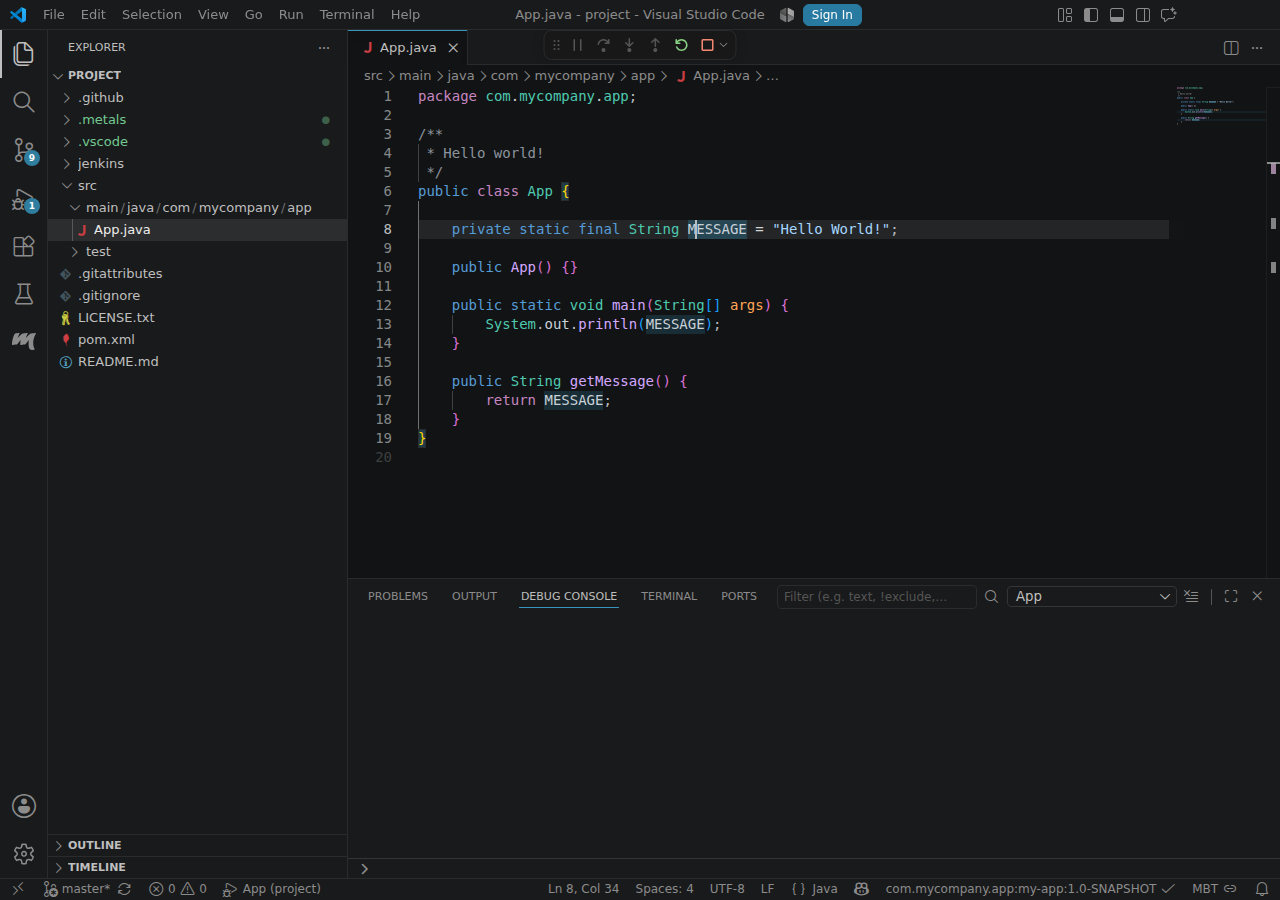 File Edit Selection View Go Run Terminal Help
App.java - project - Visual Studio Code
Sign In
EXPLORER
PROJECT
.github
.metals
.vscode
jenkins
src
main / java / com / mycompany / app
App.java
test
.gitattributes
.gitignore
LICENSE.txt
pom.xml
README.md
OUTLINE
TIMELINE
9
1
App.java
src > main > java > com > mycompany > app > App.java > ...
1 package com.mycompany.app;
2
3 /**
4 * Hello world!
5 */
6 public class App {
7
8 private static final String MESSAGE = "Hello World!";
9
10 public App() {}
11
12 public static void main(String[] args) {
13 System.out.println(MESSAGE);
14 }
15
16 public String getMessage() {
17 return MESSAGE;
18 }
19 }
20
PROBLEMS OUTPUT DEBUG CONSOLE TERMINAL PORTS
Filter (e.g. text, !exclude,...
App
master* 0 0 App (project)
Ln 8, Col 34 Spaces: 4 UTF-8 LF { } Java com.mycompany.app:my-app:1.0-SNAPSHOT MBT